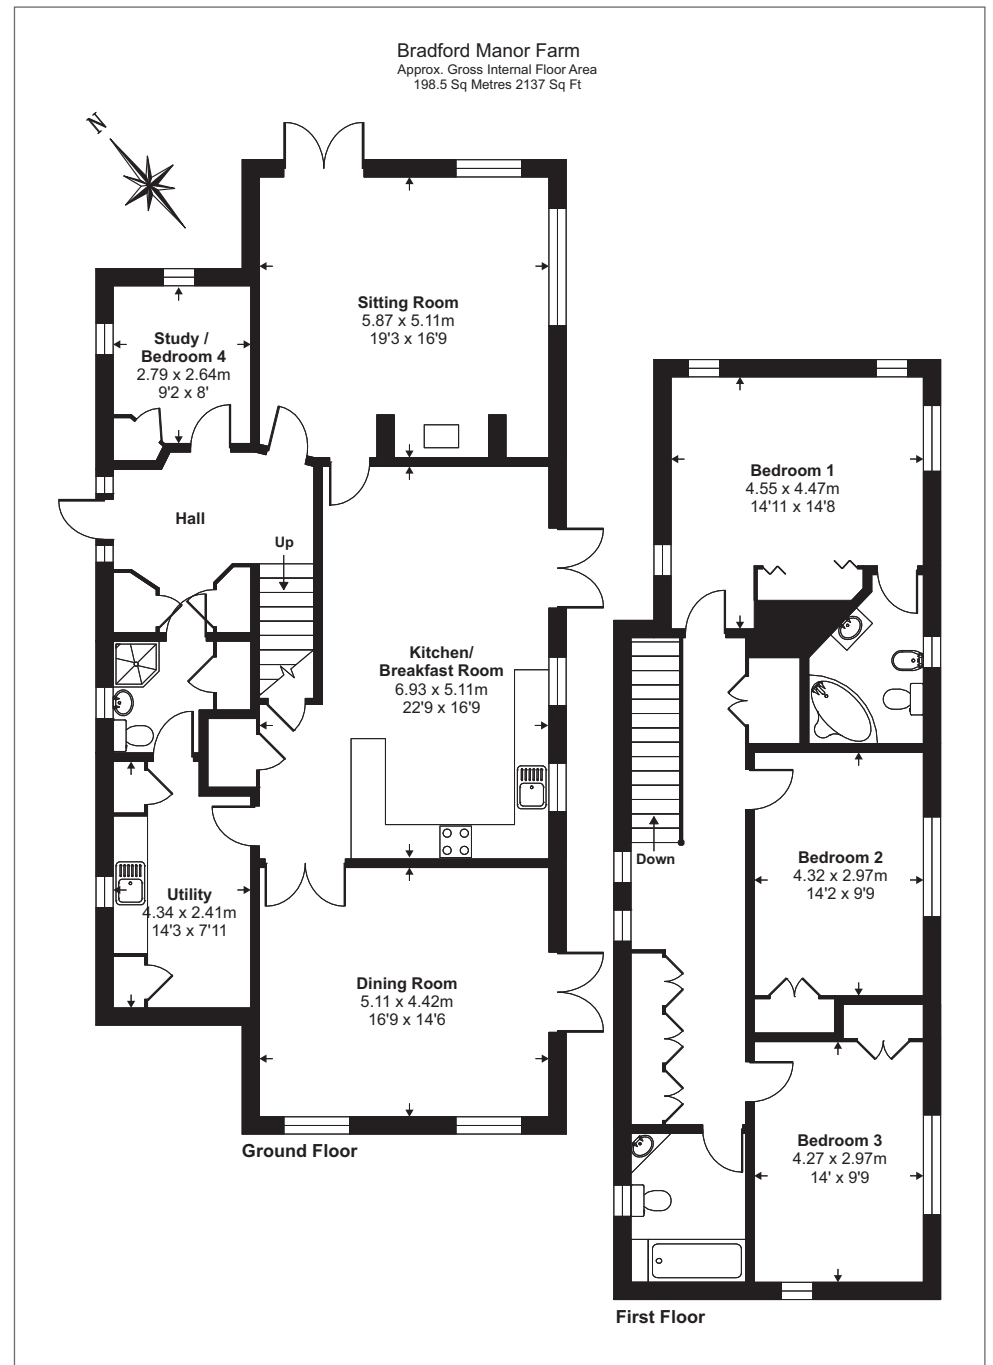 Bradford Manor Farm
Approx. Gross Internal Floor Area
198.5 Sq Metres 2137 Sq Ft
N
Sitting Room
5.87 x 5.11m
19'3 x 16'9
Study /
Bedroom 4
2.79 x 2.64m
9'2 x 8'
Hall
Up
Kitchen/
Breakfast Room
6.93 x 5.11m
22'9 x 16'9
Utility
4.34 x 2.41m
14'3 x 7'11
Dining Room
5.11 x 4.42m
16'9 x 14'6
Ground Floor
Bedroom 1
4.55 x 4.47m
14'11 x 14'8
Down
Bedroom 2
4.32 x 2.97m
14'2 x 9'9
Bedroom 3
4.27 x 2.97m
14' x 9'9
First Floor